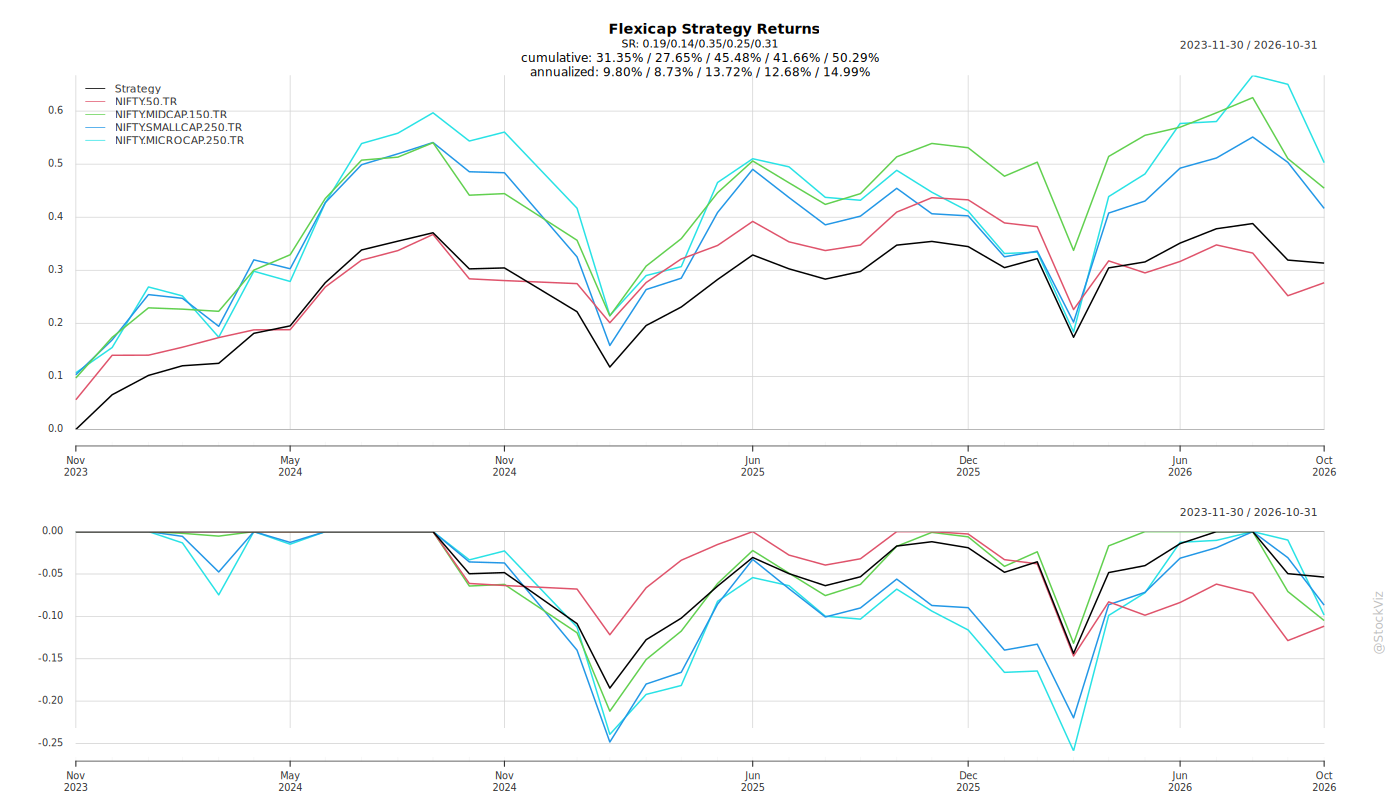 Flexicap Strategy Returns
SR: 0.19/0.14/0.35/0.25/0.31
2023-11-30 / 2026-10-31
cumulative: 31.35% / 27.65% / 45.48% / 41.66% / 50.29%
annualized: 9.80% / 8.73% / 13.72% / 12.68% / 14.99%
Strategy
NIFTY.50.TR
NIFTY.MIDCAP.150.TR
NIFTY.SMALLCAP.250.TR
NIFTY.MICROCAP.250.TR
0.6
0.5
0.4
0.3
0.2
0.1
0.0
Nov May Nov Jun Dec Jun Oct
2023 2024 2024 2025 2025 2026 2026
2023-11-30 / 2026-10-31
0.00
-0.05
-0.10
-0.15
-0.20
-0.25
Nov May Nov Jun Dec Jun Oct
2023 2024 2024 2025 2025 2026 2026
@StockViz